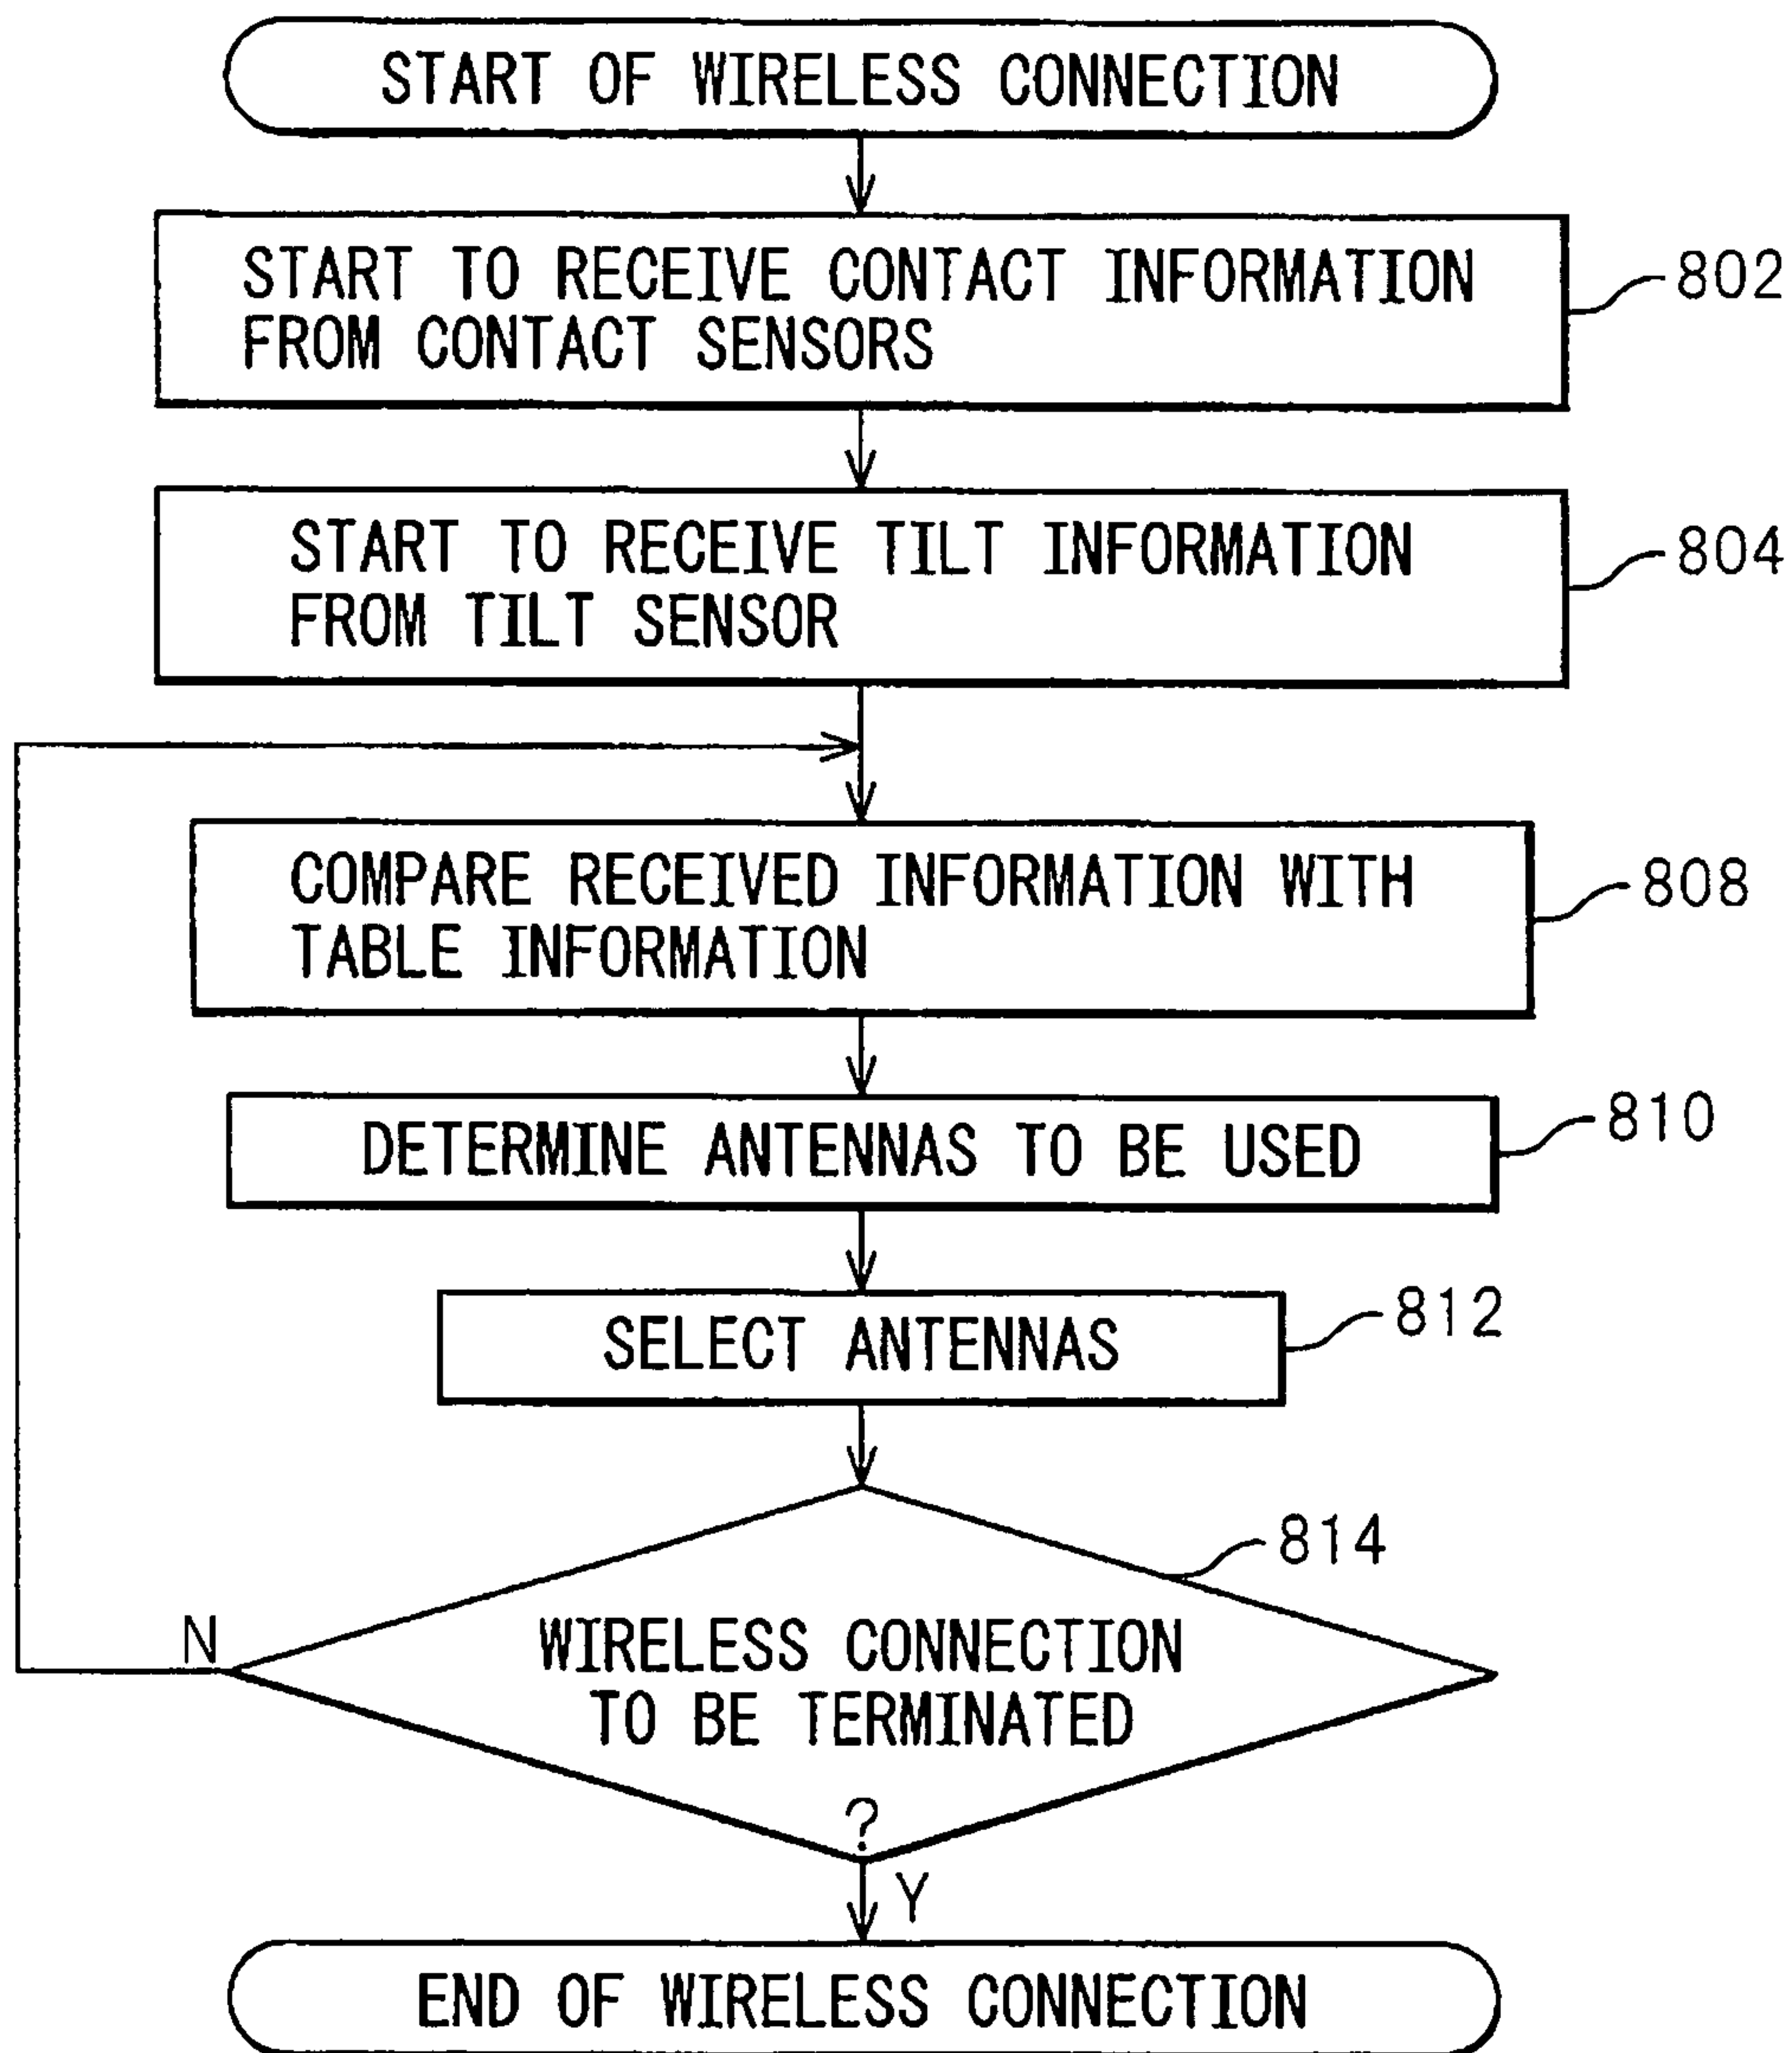 START OF WIRELESS CONNECTION
START TO RECEIVE CONTACT INFORMATION
FROM CONTACT SENSORS
802
START TO RECEIVE TILT INFORMATION
FROM TILT SENSOR
804
COMPARE RECEIVED INFORMATION WITH
TABLE INFORMATION
808
DETERMINE ANTENNAS TO BE USED
810
SELECT ANTENNAS
812
814
N
WIRELESS CONNECTION
TO BE TERMINATED
?
Y
END OF WIRELESS CONNECTION